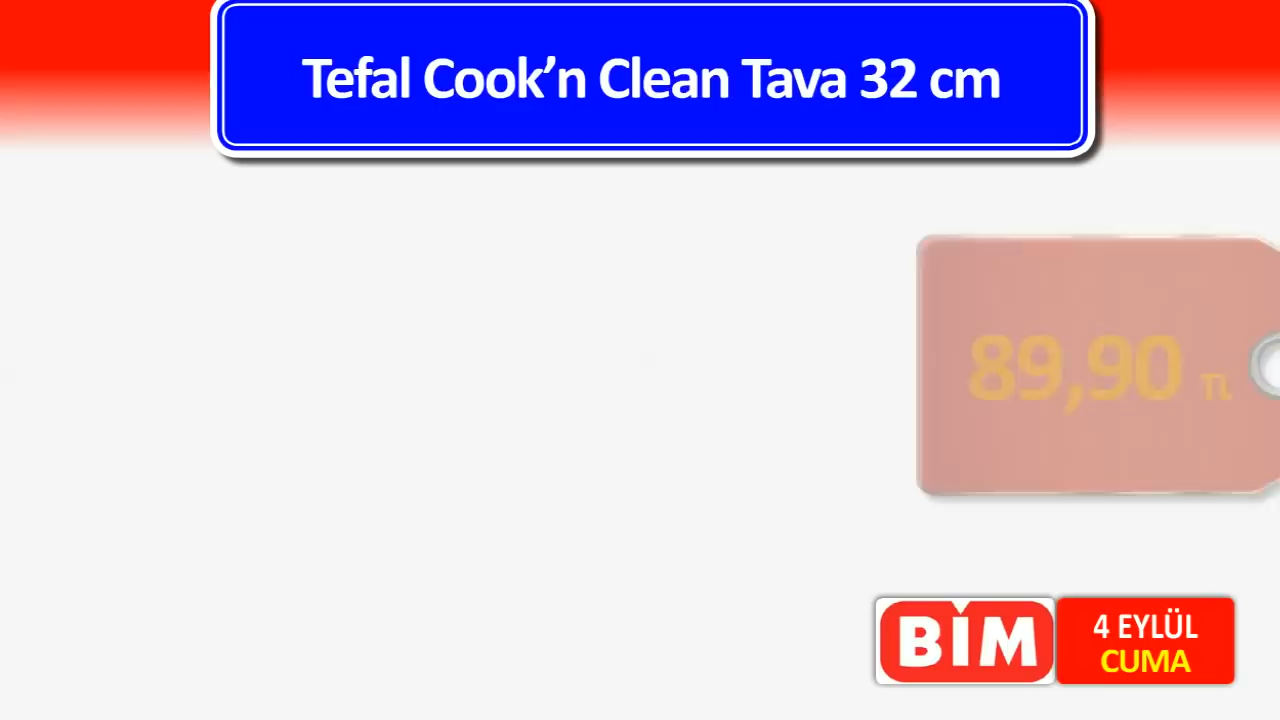 Tefal Cook’n Clean Tava 32 cm
89,90 TL
BİM
4 EYLÜL
CUMA